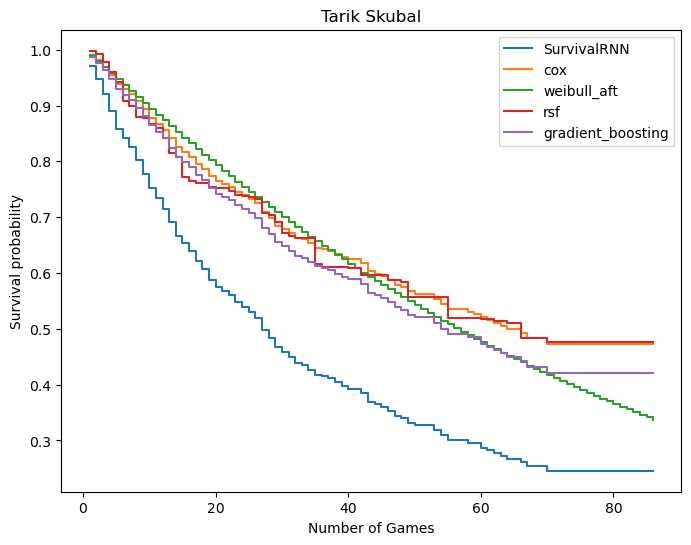 Tarik Skubal
SurvivalRNN
cox
weibull_aft
rsf
gradient_boosting
Survival probability
1.0
0.9
0.8
0.7
0.6
0.5
0.4
0.3
0 20 40 60 80
Number of Games